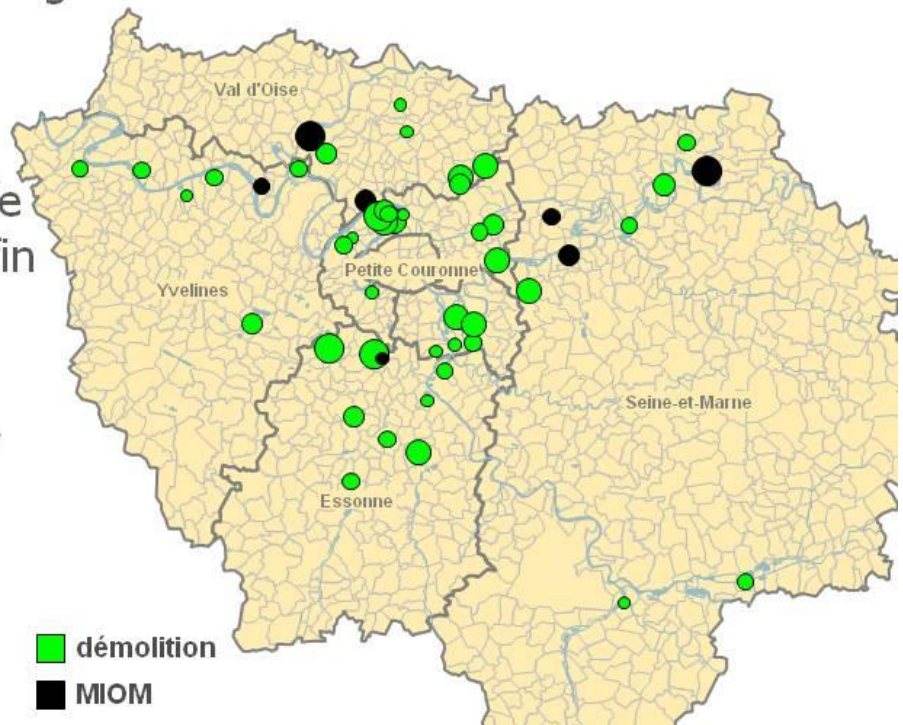 Val d'Oise
Yvelines
Petite Couronne
Seine-et-Marne
Essonne
démolition
MIOM